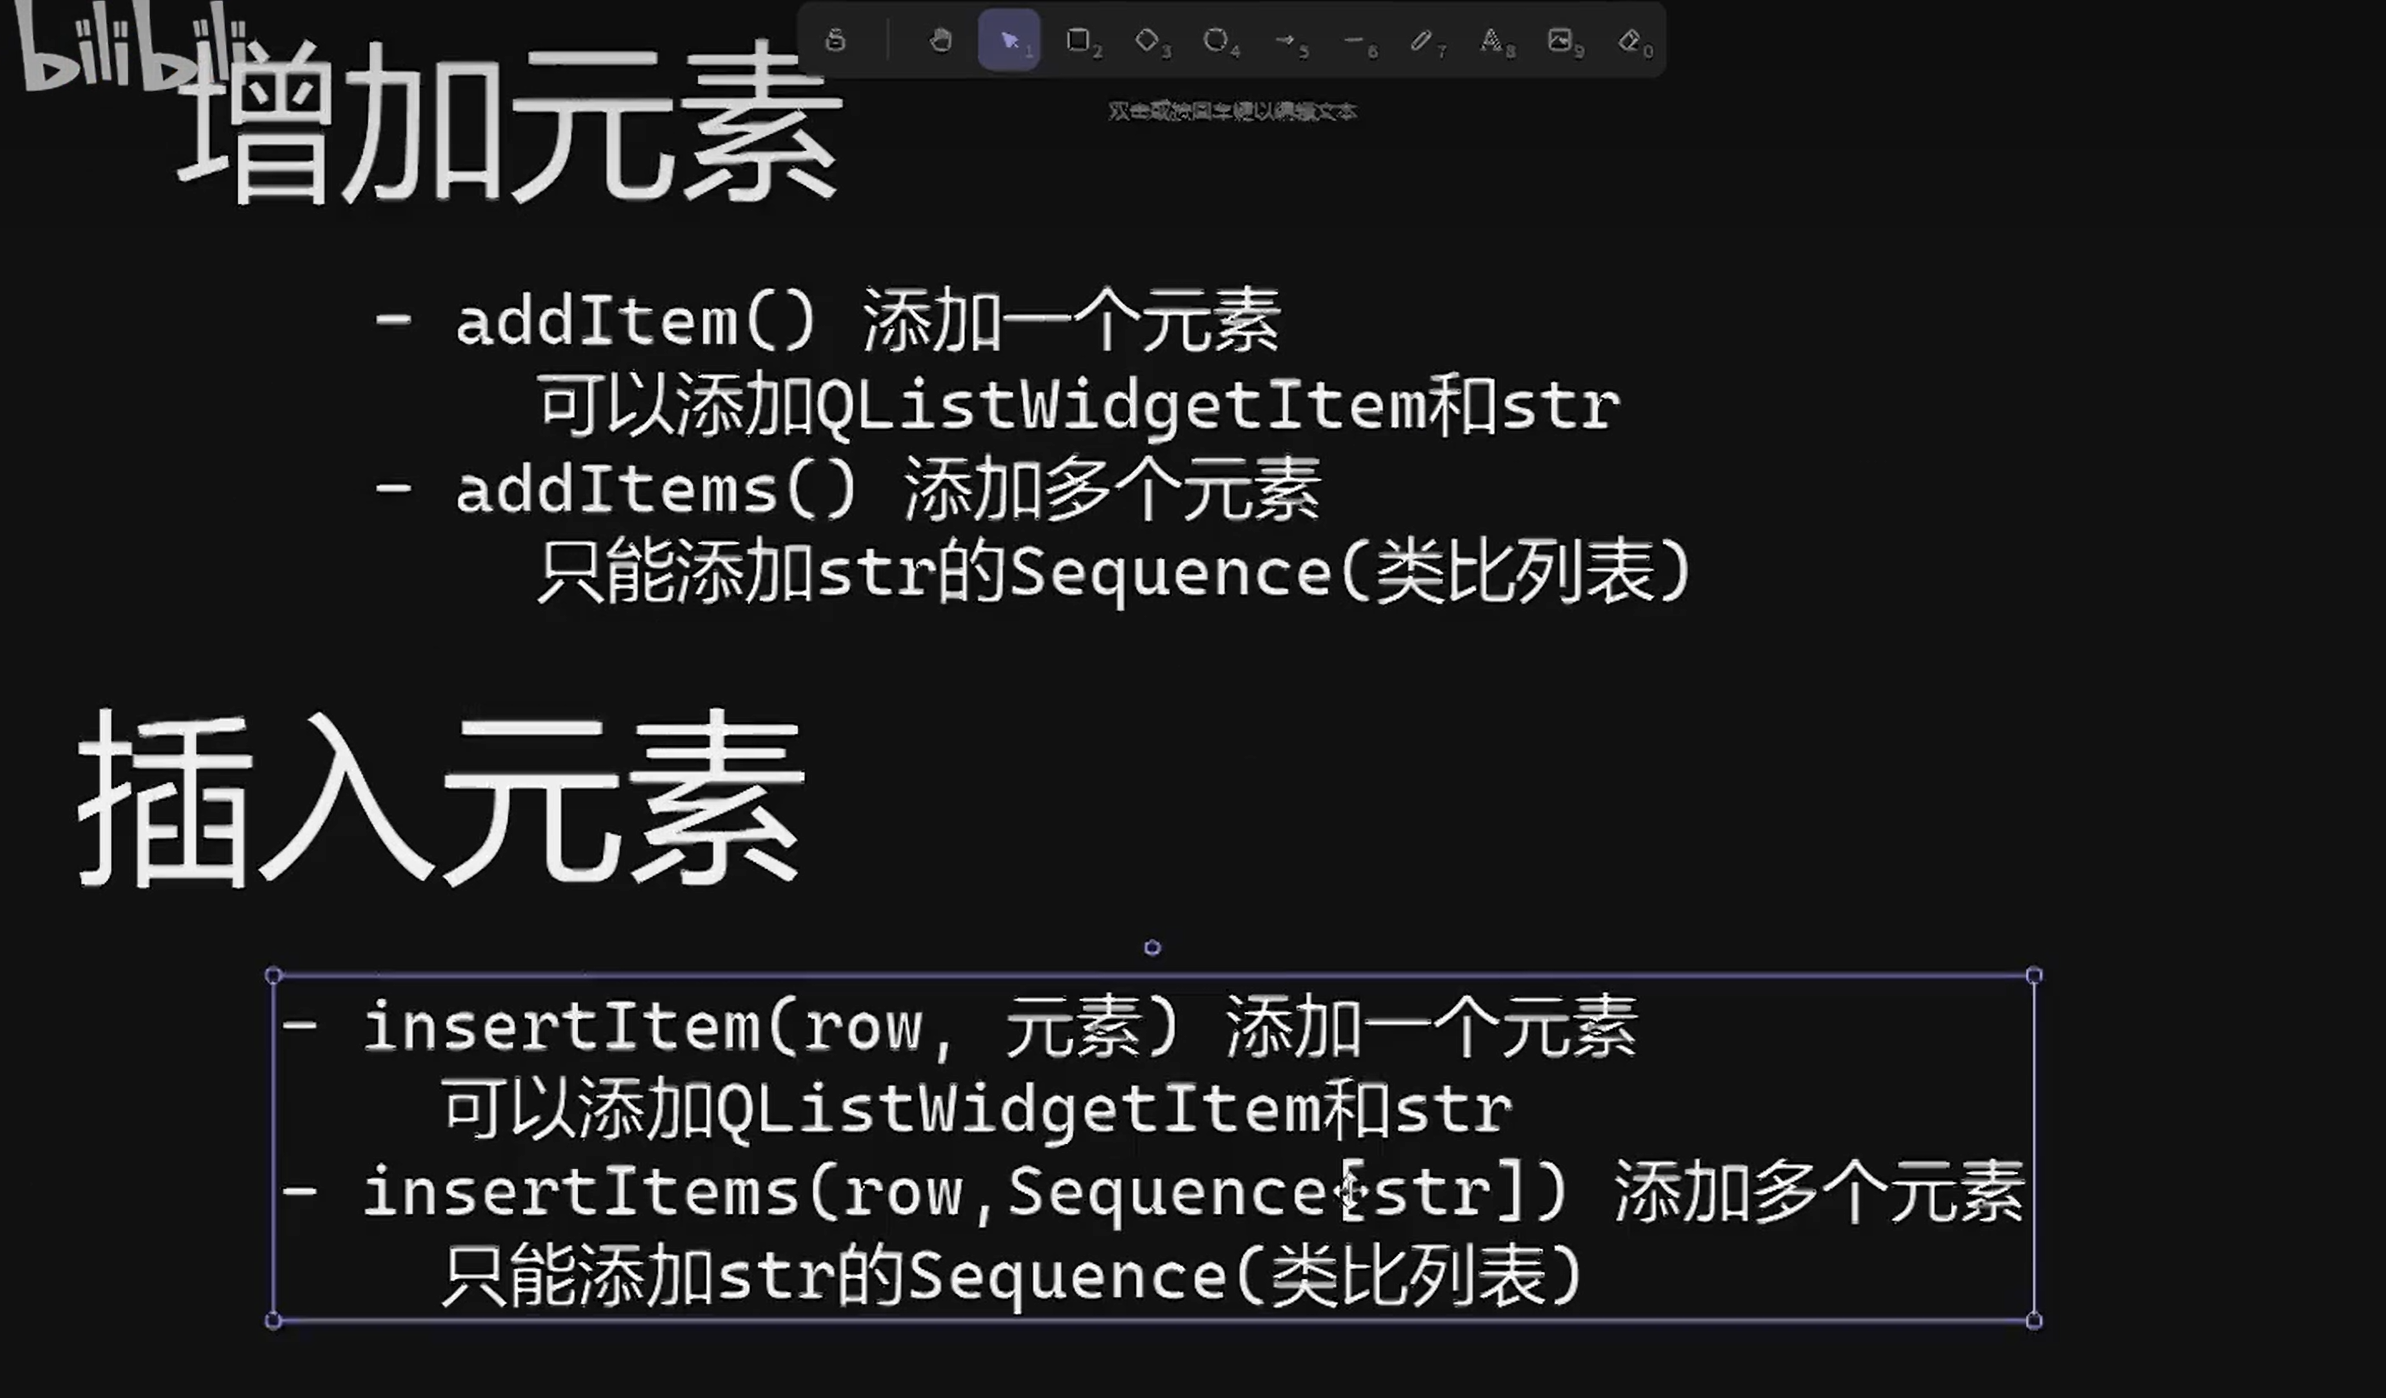 bilibili
1 2 3 4 5 6 7 A 8 9 0
增加元素
双击或按回车键以编辑文本
- addItem() 添加一个元素
可以添加QListWidgetItem和str
- addItems() 添加多个元素
只能添加str的Sequence(类比列表)
插入元素
- insertItem(row, 元素) 添加一个元素
可以添加QListWidgetItem和str
- insertItems(row,Sequence[str]) 添加多个元素
只能添加str的Sequence(类比列表)